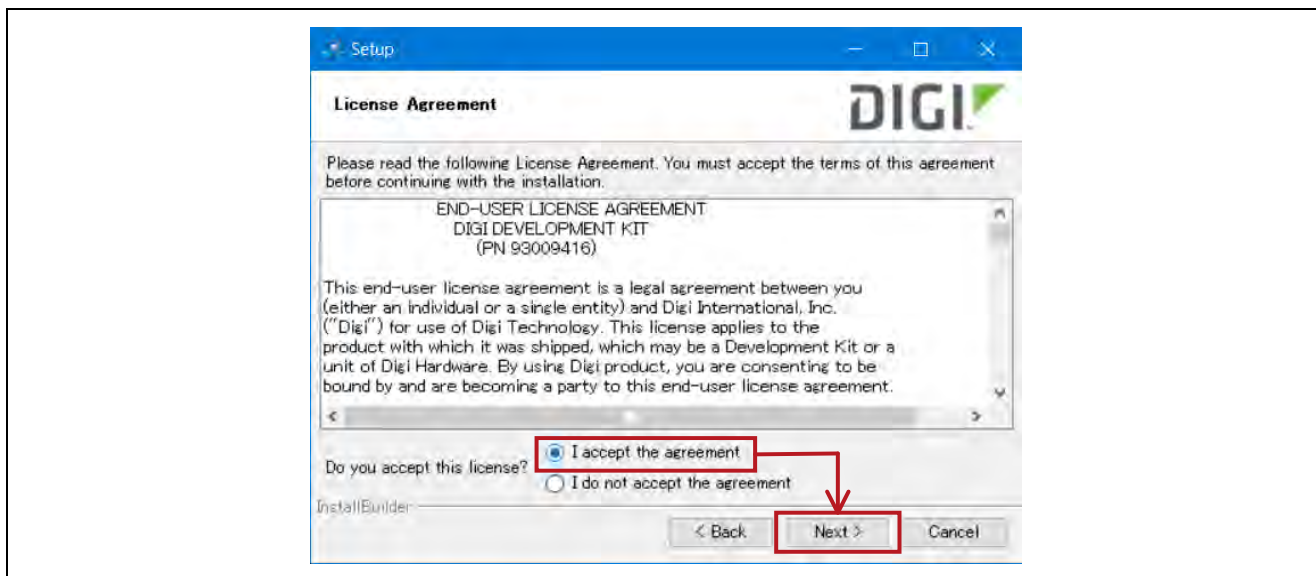 Setup
License Agreement
DIGI
Please read the following License Agreement. You must accept the terms of this agreement
before continuing with the installation.
END-USER LICENSE AGREEMENT
DIGI DEVELOPMENT KIT
(PN 93009416)
This end-user license agreement is a legal agreement between you
(either an individual or a single entity) and Digi International, Inc.
("Digi") for use of Digi Technology. This license applies to the
product with which it was shipped, which may be a Development Kit or a
unit of Digi Hardware. By using Digi product, you are consenting to be
bound by and are becoming a party to this end-user license agreement.
Do you accept this license?
I accept the agreement
I do not accept the agreement
InstallBuilder
< Back
Next >
Cancel